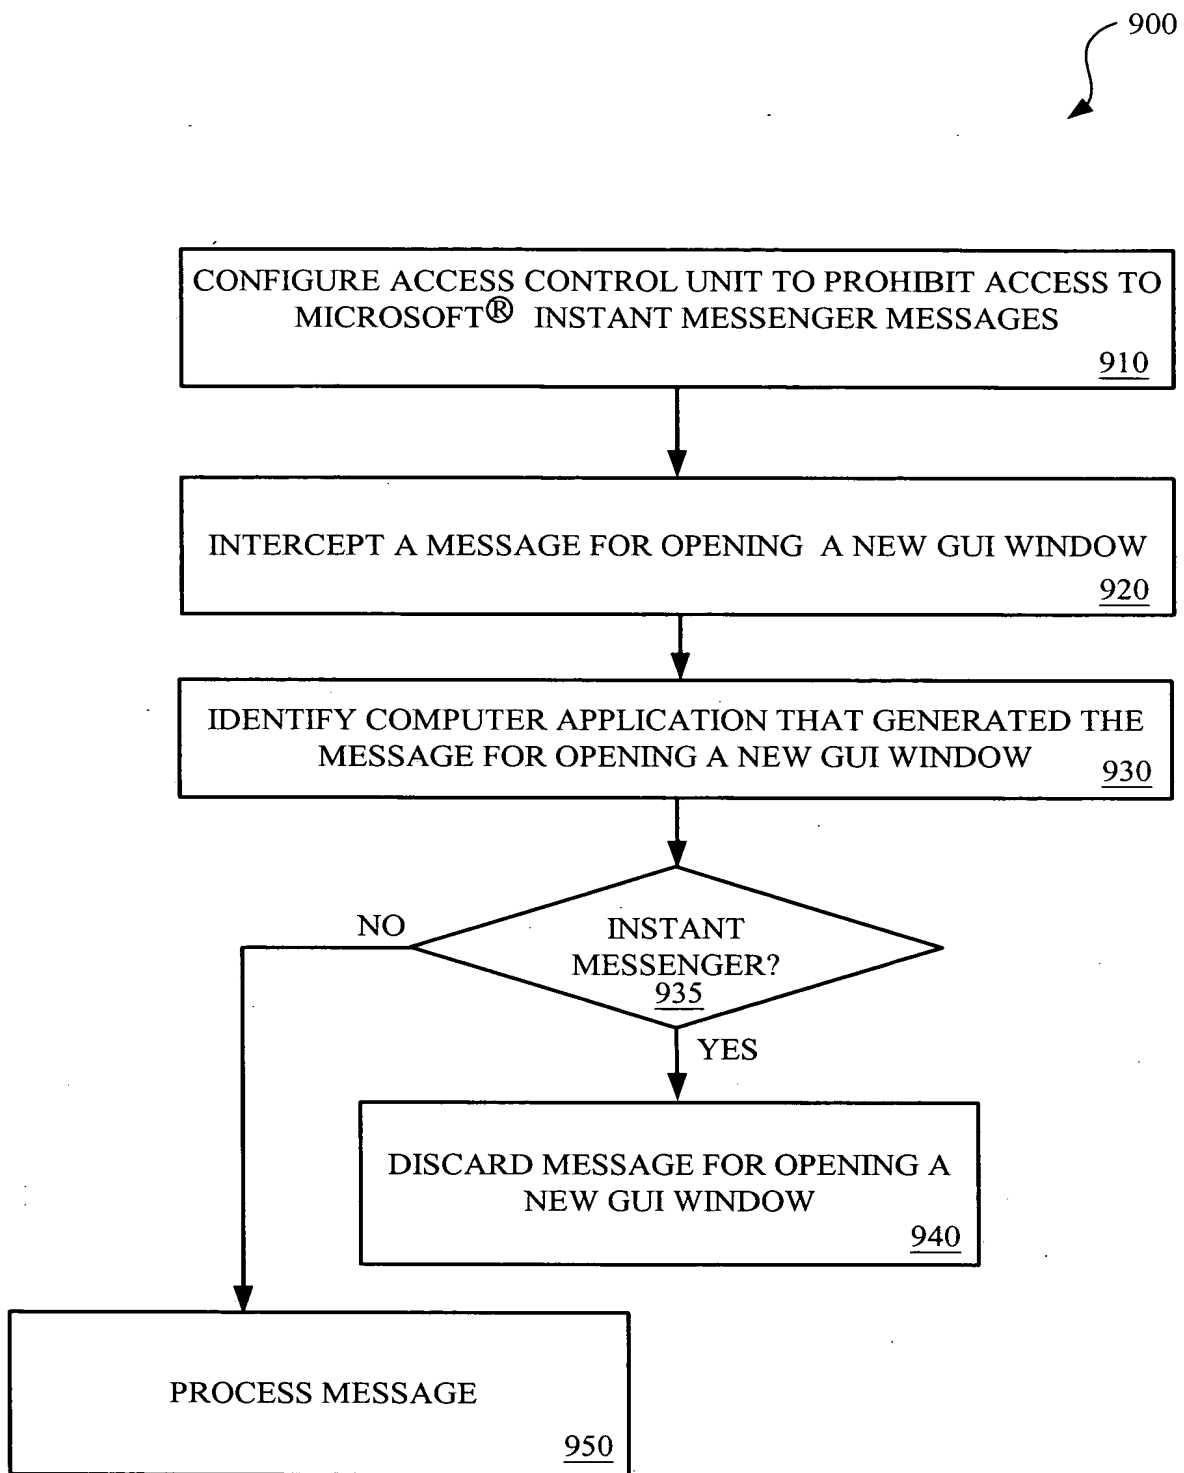 900
CONFIGURE ACCESS CONTROL UNIT TO PROHIBIT ACCESS TO
MICROSOFT® INSTANT MESSENGER MESSAGES
910
INTERCEPT A MESSAGE FOR OPENING A NEW GUI WINDOW
920
IDENTIFY COMPUTER APPLICATION THAT GENERATED THE
MESSAGE FOR OPENING A NEW GUI WINDOW
930
NO
INSTANT
MESSENGER?
935
YES
DISCARD MESSAGE FOR OPENING A
NEW GUI WINDOW
940
PROCESS MESSAGE
950